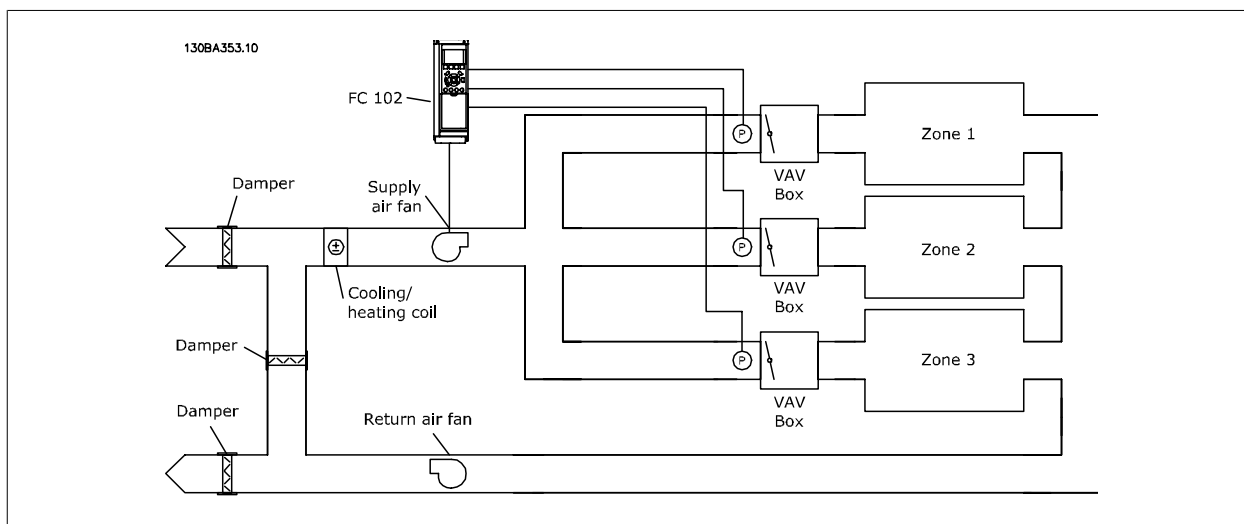 130BA353.10
FC 102
Damper
Supply
air fan
Cooling/
heating coil
Damper
Damper
Return air fan
P
VAV
Box
Zone 1
P
VAV
Box
Zone 2
P
VAV
Box
Zone 3